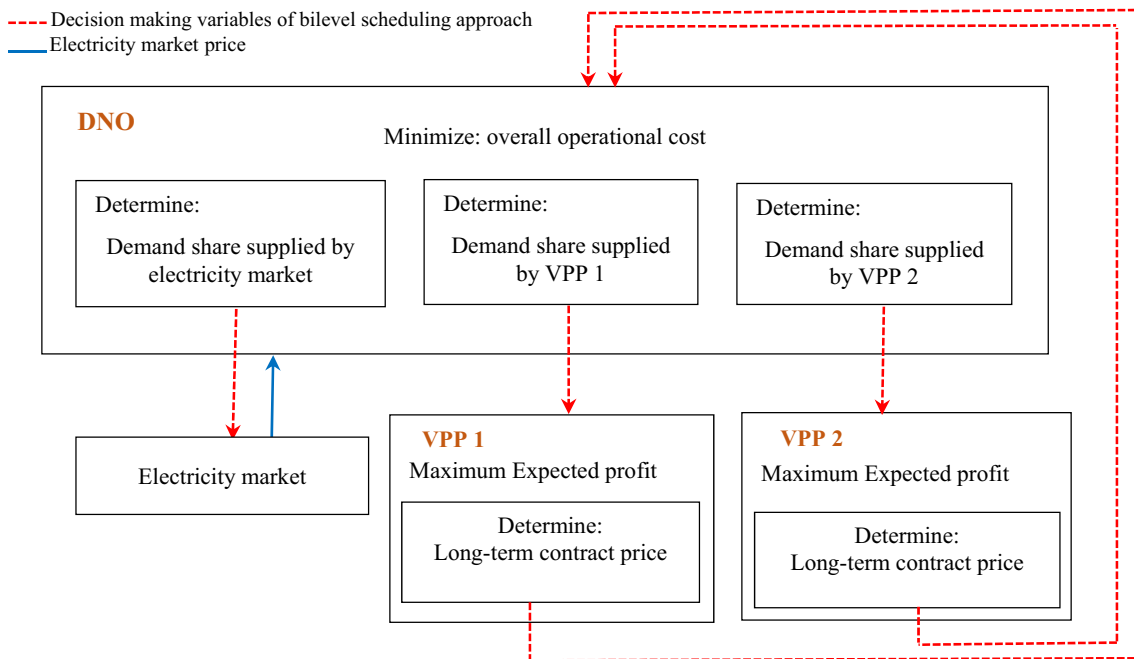 Decision making variables of bilevel scheduling approach
Electricity market price
DNO
Minimize: overall operational cost
Determine:
Demand share supplied by
electricity market
Determine:
Demand share supplied
by VPP 1
Determine:
Demand share supplied
by VPP 2
Electricity market
VPP 1
Maximum Expected profit
Determine:
Long-term contract price
VPP 2
Maximum Expected profit
Determine:
Long-term contract price